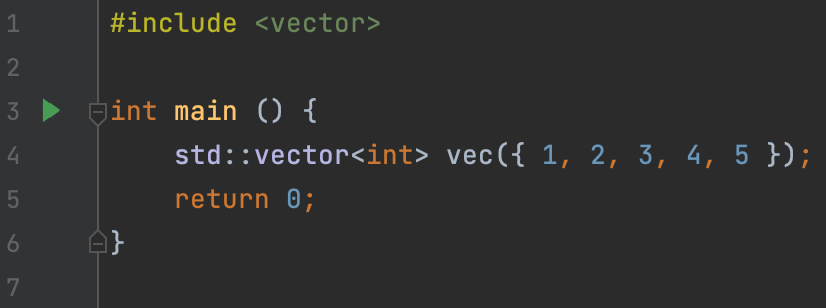 1 #include <vector>
2
3 int main () {
4 std::vector<int> vec({ 1, 2, 3, 4, 5 });
5 return 0;
6 }
7